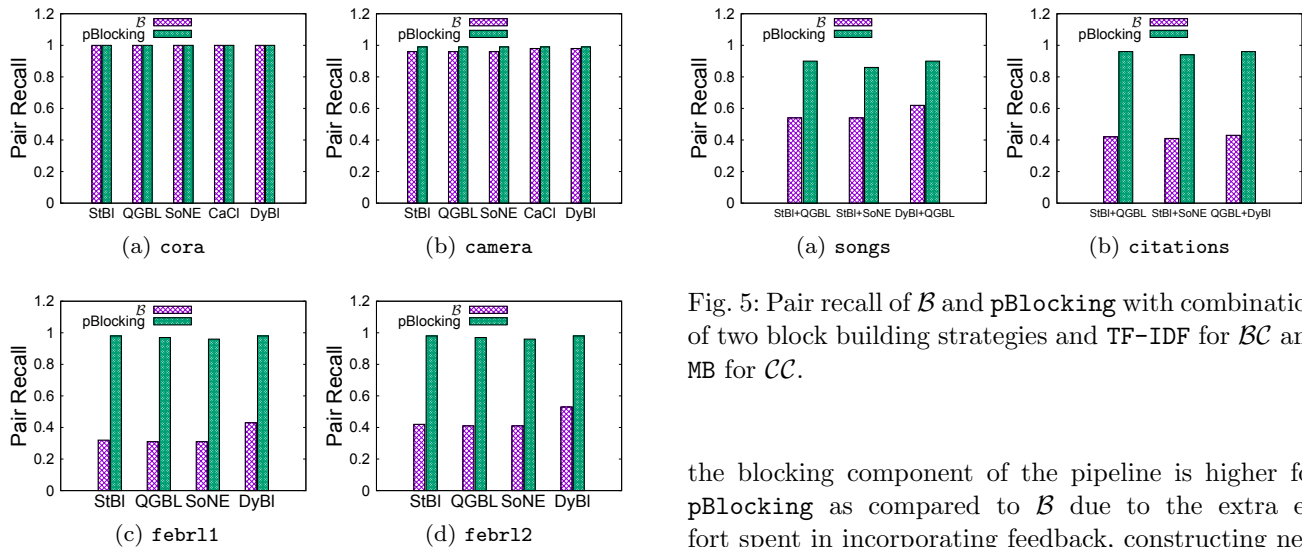 1.2
1
0.8
0.6
0.4
0.2
0
Pair Recall
ℬ
pBlocking
StBl QGBL SoNE CaCl DyBl
(a) cora
1.2
1
0.8
0.6
0.4
0.2
0
Pair Recall
ℬ
pBlocking
StBl QGBL SoNE CaCl DyBl
(b) camera
1.2
1
0.8
0.6
0.4
0.2
0
Pair Recall
ℬ
pBlocking
StBl QGBL SoNE DyBl
(c) febrl1
1.2
1
0.8
0.6
0.4
0.2
0
Pair Recall
ℬ
pBlocking
StBl QGBL SoNE DyBl
(d) febrl2
1.2
1
0.8
0.6
0.4
0.2
0
Pair Recall
ℬ
pBlocking
StBl+QGBL StBl+SoNE DyBl+QGBL
(a) songs
1.2
1
0.8
0.6
0.4
0.2
0
Pair Recall
ℬ
pBlocking
StBl+QGBL StBl+SoNE QGBL+DyBl
(b) citations
Fig. 5: Pair recall of ℬ and pBlocking with combination
of two block building strategies and TF-IDF for ℬ𝒞 an
MB for 𝒞𝒞.
the blocking component of the pipeline is higher fo
pBlocking as compared to ℬ due to the extra e
fort spent in incorporating feedback, constructing ne